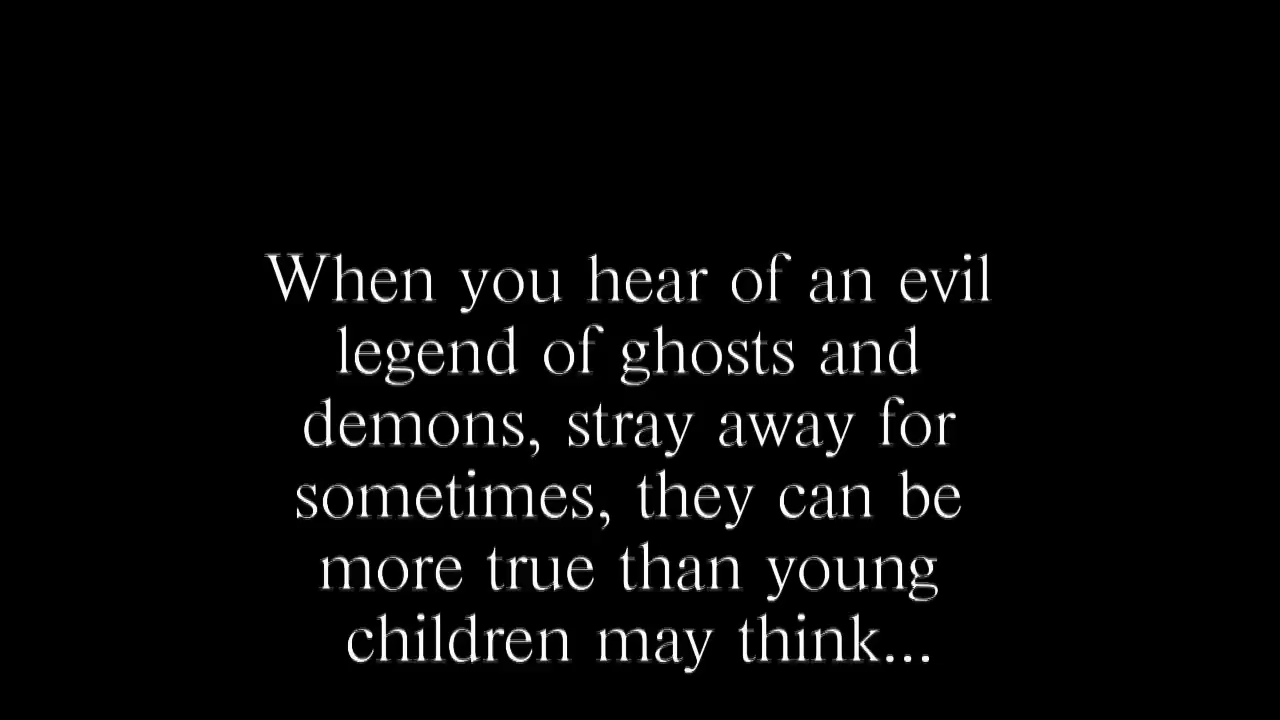 When you hear of an evil
legend of ghosts and
demons, stray away for
sometimes, they can be
more true than young
children may think...